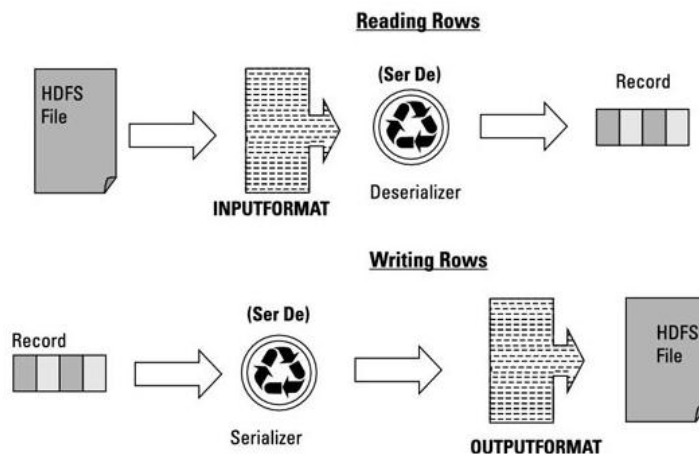 Reading Rows
HDFS
File
(Ser De)
Record
Deserializer
INPUTFORMAT
Writing Rows
Record
(Ser De)
HDFS
File
Serializer
OUTPUTFORMAT